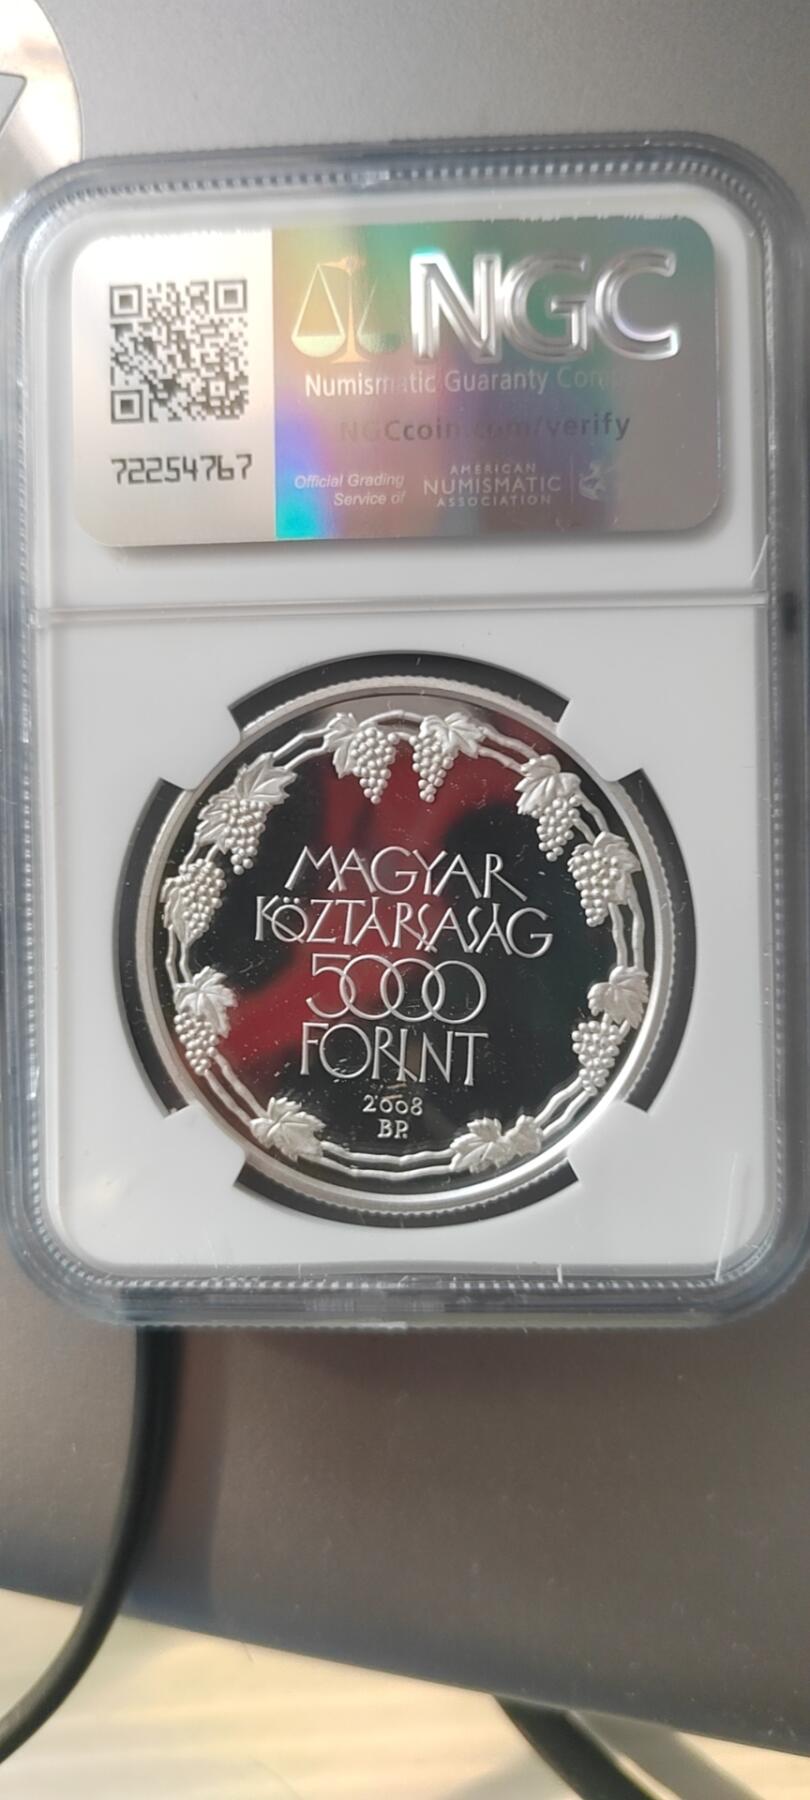 NGC
Numismatic Guaranty Company
NGCcoin.com/verify
72254767
Official Grading
Service of
AMERICAN
NUMISMATIC
ASSOCIATION
MAGYAR
KÖZTÁRSASÁG
5000
FORINT
2008
BP.